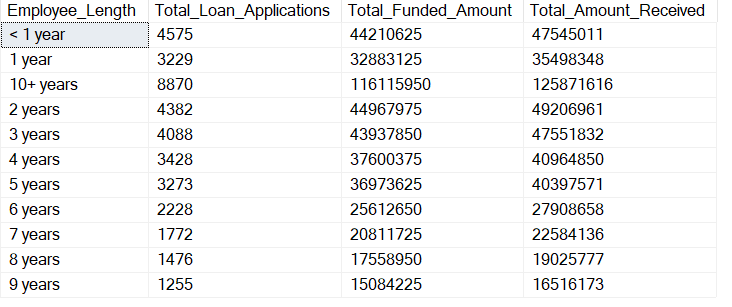 Employee_Length Total_Loan_Applications Total_Funded_Amount Total_Amount_Received
< 1 year 4575 44210625 47545011
1 year 3229 32883125 35498348
10+ years 8870 116115950 125871616
2 years 4382 44967975 49206961
3 years 4088 43937850 47551832
4 years 3428 37600375 40964850
5 years 3273 36973625 40397571
6 years 2228 25612650 27908658
7 years 1772 20811725 22584136
8 years 1476 17558950 19025777
9 years 1255 15084225 16516173